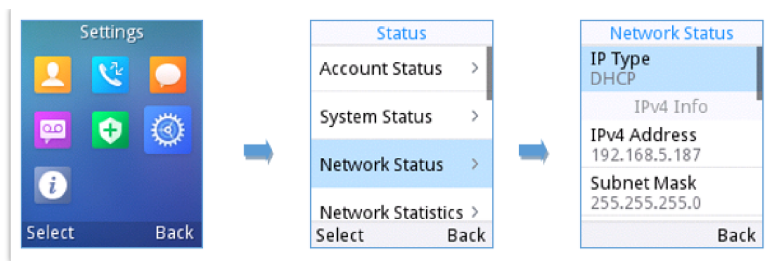 Settings
Select Back
Status
Account Status >
System Status >
Network Status >
Network Statistics >
Select Back
Network Status
IP Type
DHCP
IPv4 Info
IPv4 Address
192.168.5.187
Subnet Mask
255.255.255.0
Back